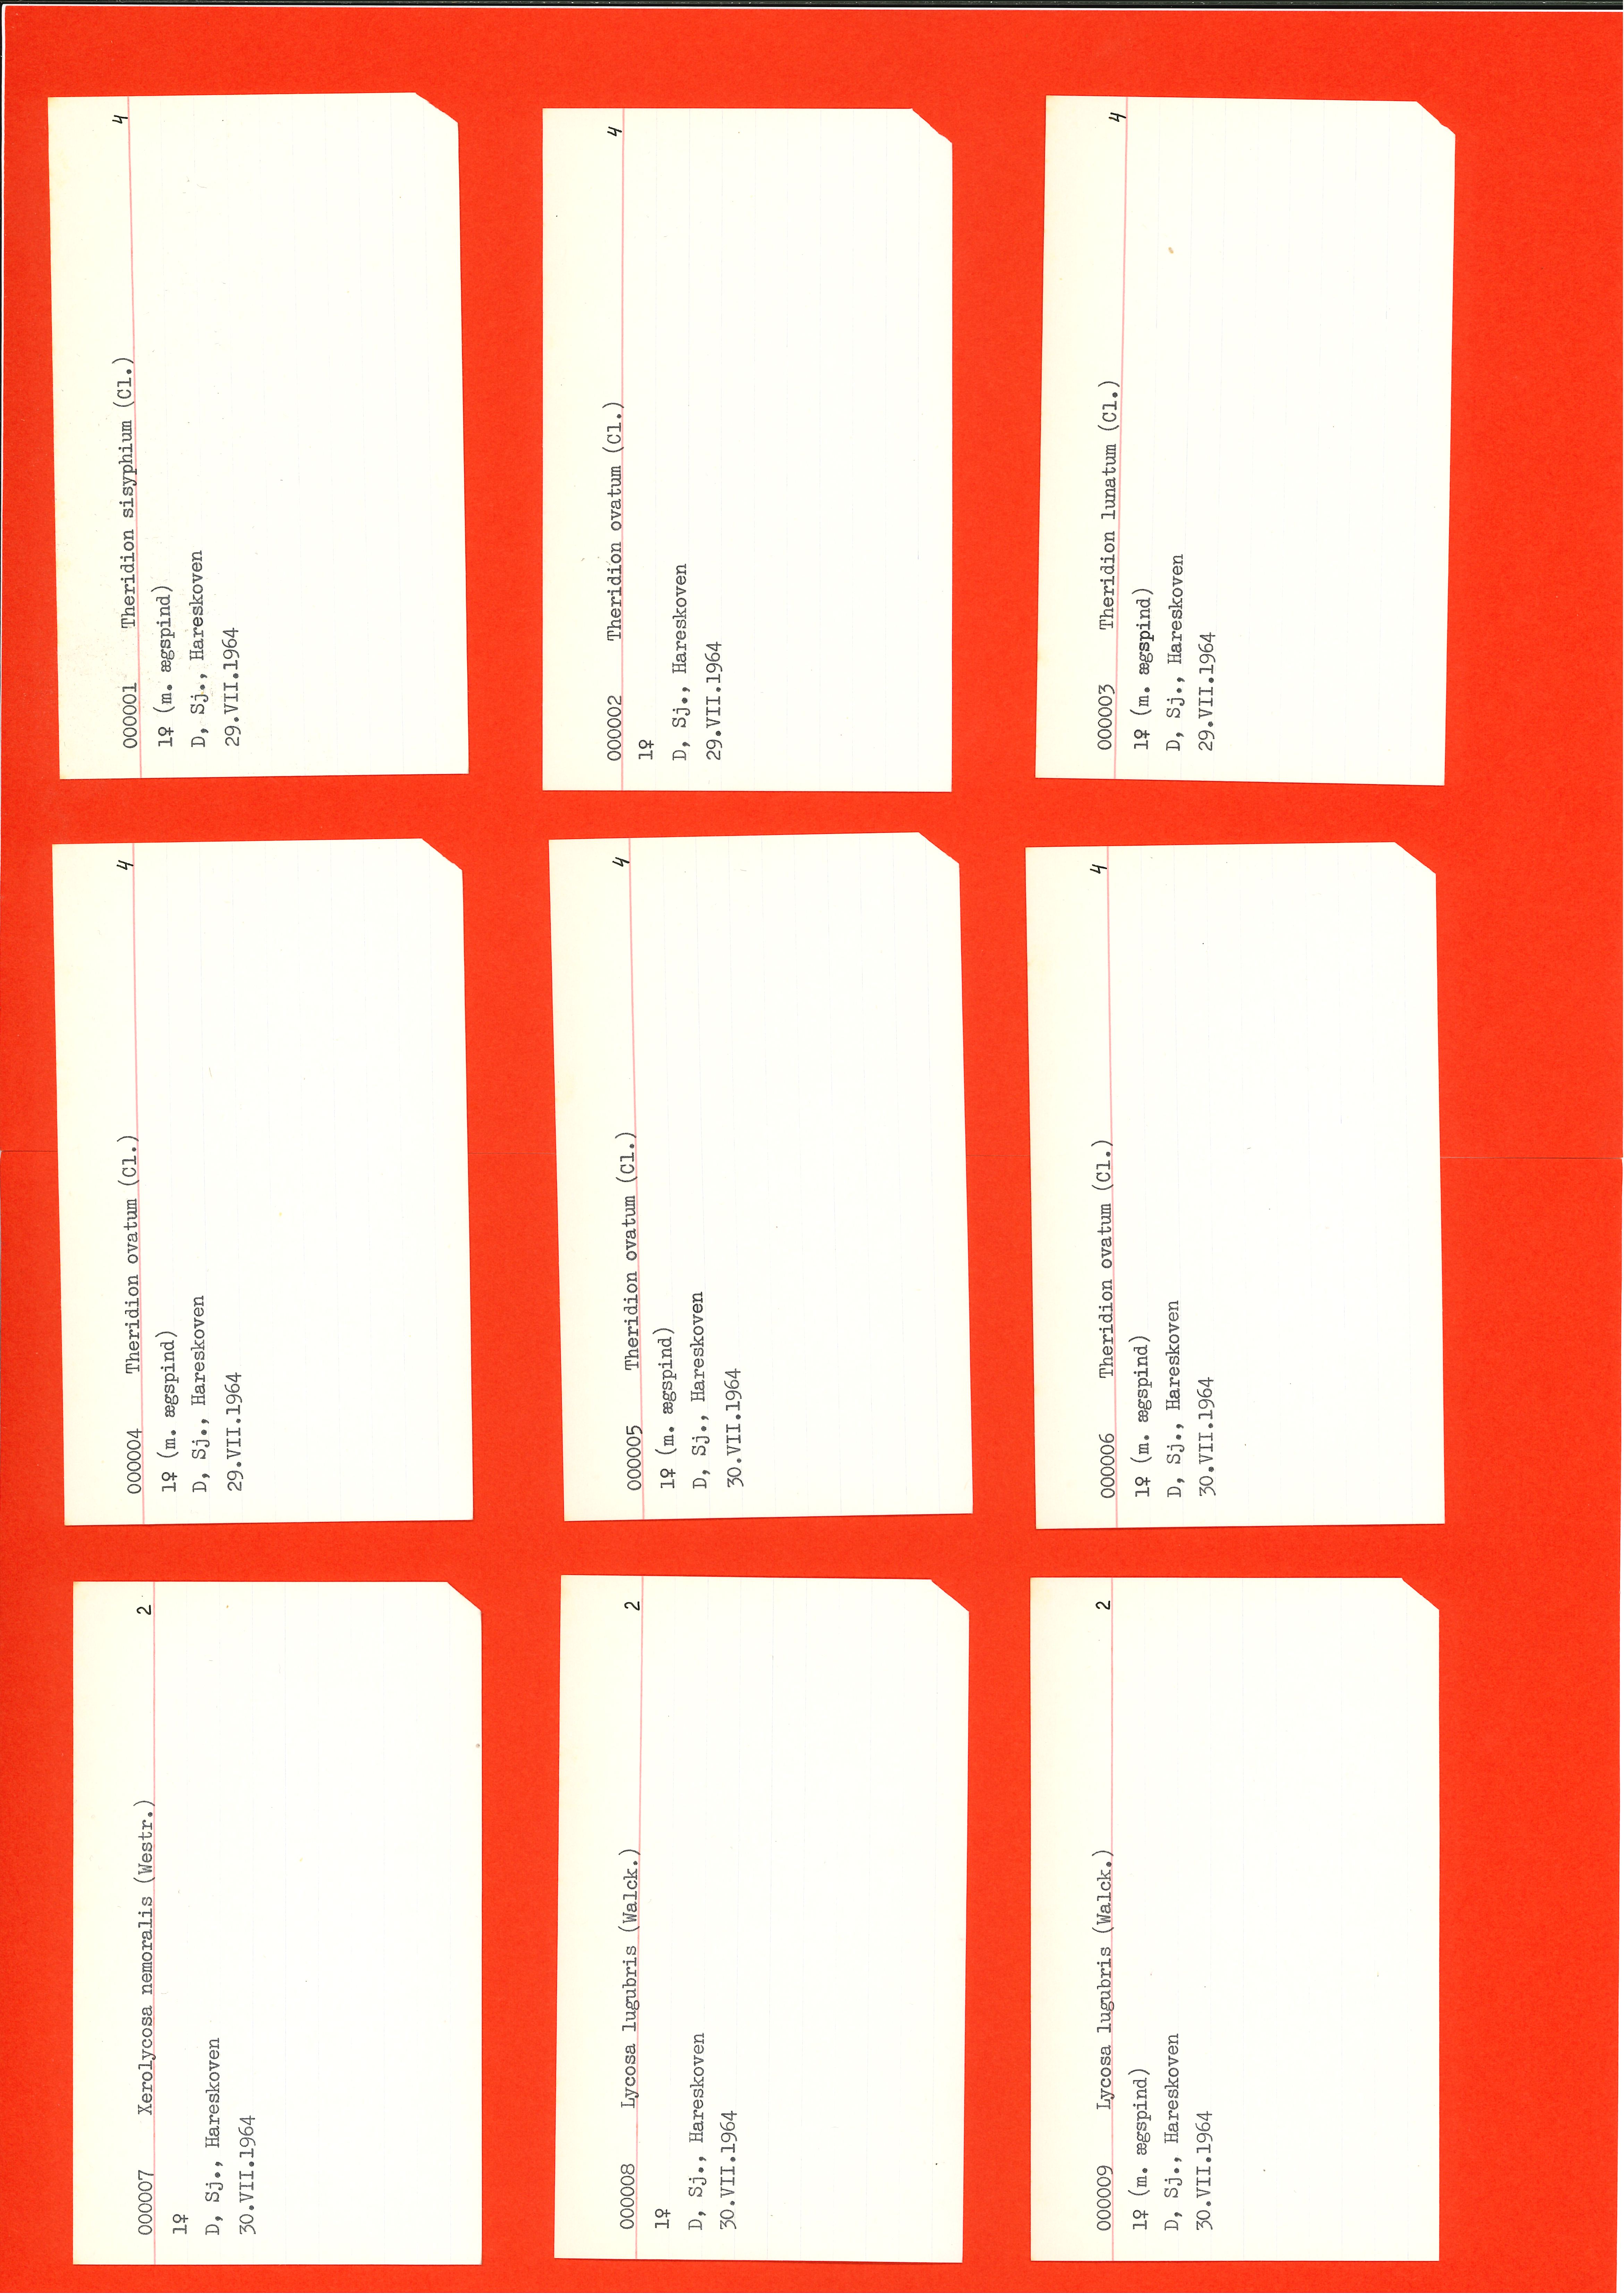 000001 Theridion sisyphium (Cl.) 4
1♀ (m. ægspind)
D, Sj., Hareskoven
29.VII.1964
000002 Theridion ovatum (Cl.) 4
1♀
D, Sj., Hareskoven
29.VII.1964
000003 Theridion lunatum (Cl.) 4
1♀ (m. ægspind)
D, Sj., Hareskoven
29.VII.1964
000004 Theridion ovatum (Cl.) 4
1♀ (m. ægspind)
D, Sj., Hareskoven
29.VII.1964
000005 Theridion ovatum (Cl.) 4
1♀ (m. ægspind)
D, Sj., Hareskoven
30.VII.1964
000006 Theridion ovatum (Cl.) 4
1♀ (m. ægspind)
D, Sj., Hareskoven
30.VII.1964
000007 Xerolycosa nemoralis (Westr.) 2
1♀
D, Sj., Hareskoven
30.VII.1964
000008 Lycosa lugubris (Walck.) 2
1♀
D, Sj., Hareskoven
30.VII.1964
000009 Lycosa lugubris (Walck.) 2
1♀ (m. ægspind)
D, Sj., Hareskoven
30.VII.1964